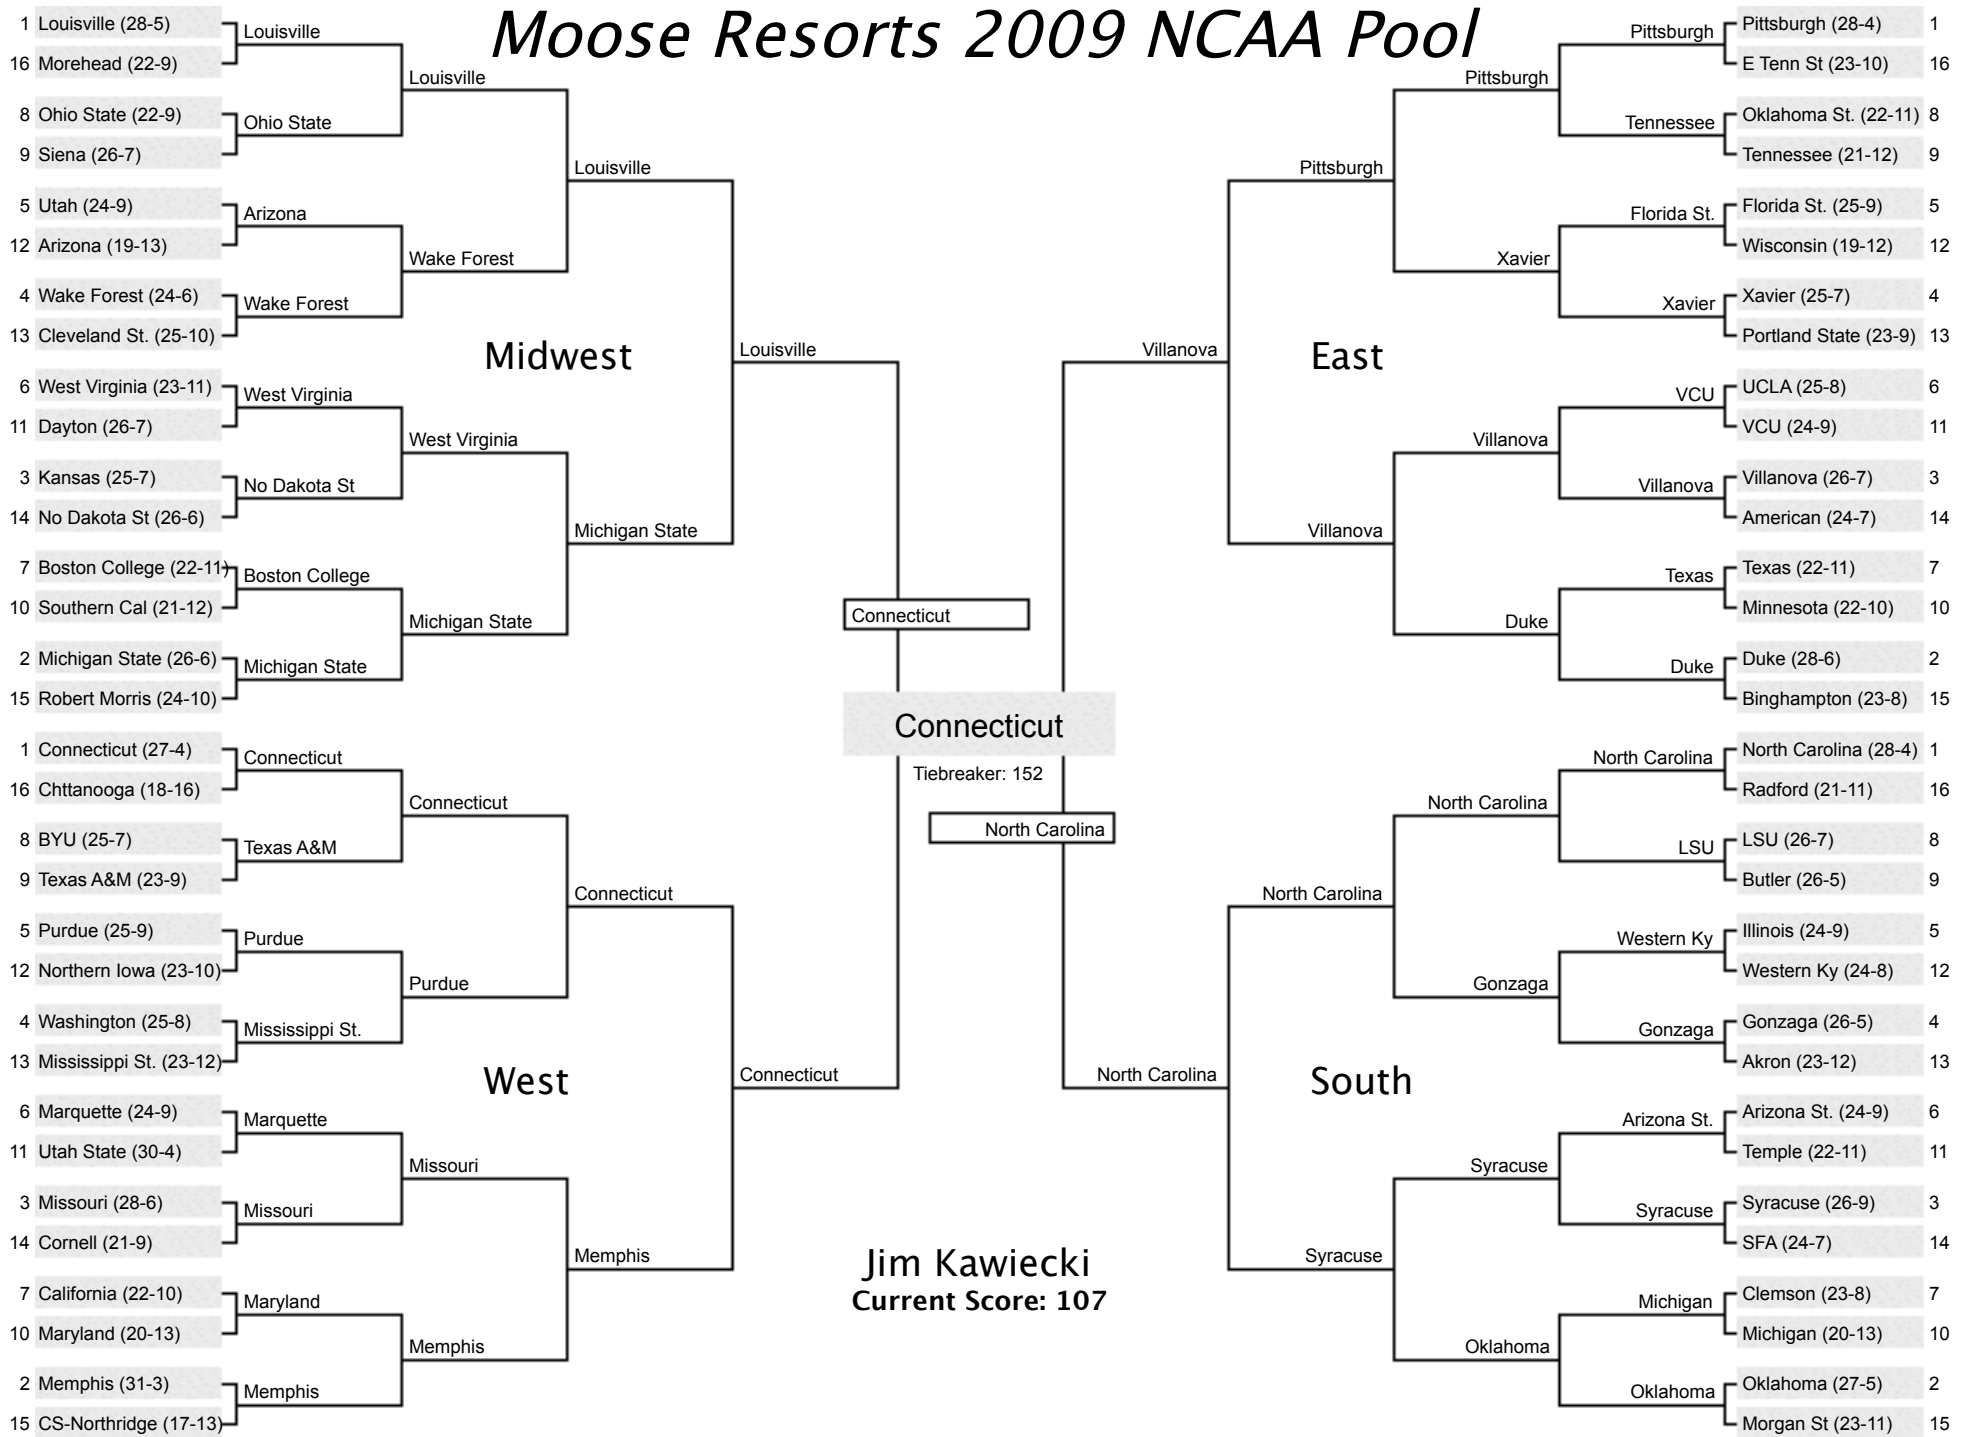 Moose Resorts 2009 NCAA Pool
1 Louisville (28-5)
16 Morehead (22-9)
8 Ohio State (22-9)
9 Siena (26-7)
5 Utah (24-9)
12 Arizona (19-13)
4 Wake Forest (24-6)
13 Cleveland St. (25-10)
6 West Virginia (23-11)
11 Dayton (26-7)
3 Kansas (25-7)
14 No Dakota St (26-6)
7 Boston College (22-11)
10 Southern Cal (21-12)
2 Michigan State (26-6)
15 Robert Morris (24-10)
Louisville
Ohio State
Arizona
Wake Forest
West Virginia
No Dakota St
Boston College
Michigan State
Louisville
Wake Forest
West Virginia
Michigan State
Louisville
Michigan State
Midwest
Louisville
1 Connecticut (27-4)
16 Chttanooga (18-16)
8 BYU (25-7)
9 Texas A&M (23-9)
5 Purdue (25-9)
12 Northern Iowa (23-10)
4 Washington (25-8)
13 Mississippi St. (23-12)
6 Marquette (24-9)
11 Utah State (30-4)
3 Missouri (28-6)
14 Cornell (21-9)
7 California (22-10)
10 Maryland (20-13)
2 Memphis (31-3)
15 CS-Northridge (17-13)
Connecticut
Texas A&M
Purdue
Mississippi St.
Marquette
Missouri
Maryland
Memphis
Connecticut
Purdue
Missouri
Memphis
Connecticut
Memphis
West
Connecticut
Connecticut
Connecticut
Tiebreaker: 152
North Carolina
Jim Kawiecki
Current Score: 107
Villanova
East
Pittsburgh
Villanova
Pittsburgh
Xavier
Villanova
Duke
Pittsburgh
Tennessee
Florida St.
Xavier
VCU
Villanova
Texas
Duke
Pittsburgh (28-4) 1
E Tenn St (23-10) 16
Oklahoma St. (22-11) 8
Tennessee (21-12) 9
Florida St. (25-9) 5
Wisconsin (19-12) 12
Xavier (25-7) 4
Portland State (23-9) 13
UCLA (25-8) 6
VCU (24-9) 11
Villanova (26-7) 3
American (24-7) 14
Texas (22-11) 7
Minnesota (22-10) 10
Duke (28-6) 2
Binghampton (23-8) 15
North Carolina
South
North Carolina
Syracuse
North Carolina
Gonzaga
Syracuse
Oklahoma
North Carolina
LSU
Western Ky
Gonzaga
Arizona St.
Syracuse
Michigan
Oklahoma
North Carolina (28-4) 1
Radford (21-11) 16
LSU (26-7) 8
Butler (26-5) 9
Illinois (24-9) 5
Western Ky (24-8) 12
Gonzaga (26-5) 4
Akron (23-12) 13
Arizona St. (24-9) 6
Temple (22-11) 11
Syracuse (26-9) 3
SFA (24-7) 14
Clemson (23-8) 7
Michigan (20-13) 10
Oklahoma (27-5) 2
Morgan St (23-11) 15